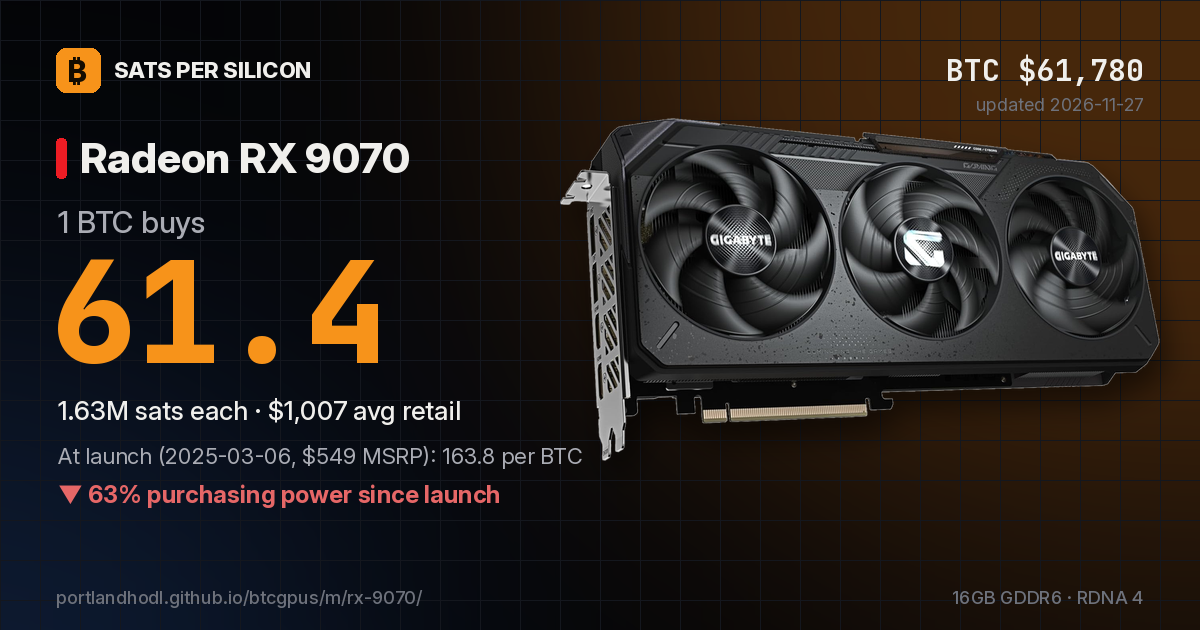 ₿ SATS PER SILICON
BTC $61,780
updated 2026-11-27
Radeon RX 9070
1 BTC buys
61.4
1.63M sats each · $1,007 avg retail
At launch (2025-03-06, $549 MSRP): 163.8 per BTC
▼ 63% purchasing power since launch
GIGABYTE
GIGABYTE
GAMING
portlandhodl.github.io/btcgpus/m/rx-9070/
16GB GDDR6 · RDNA 4